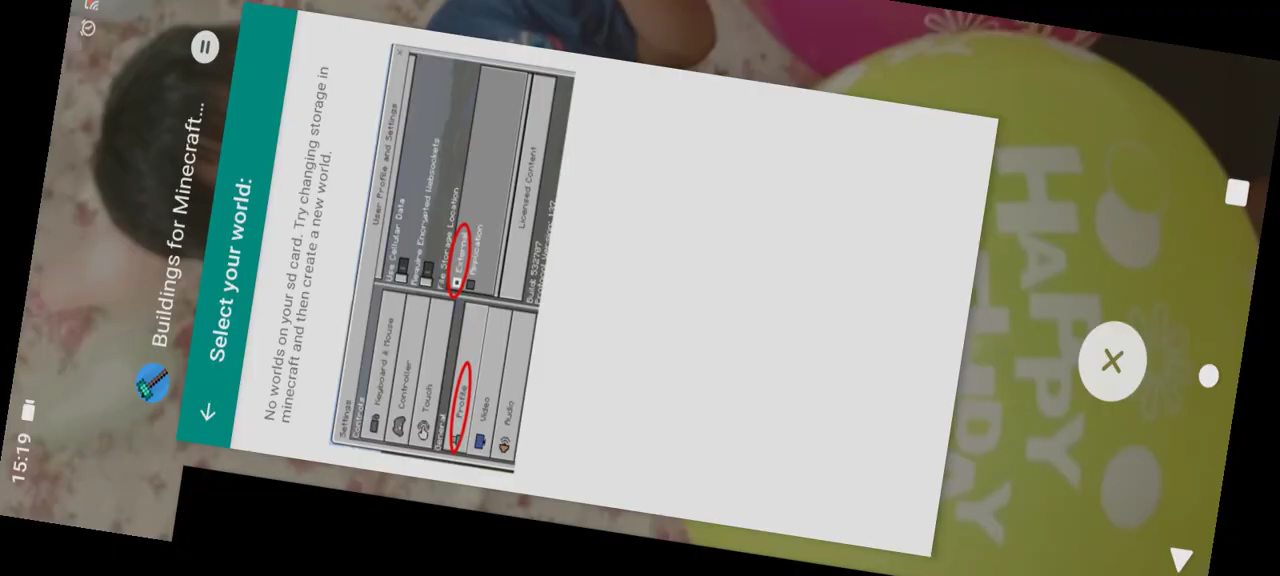 15:19
Buildings for Minecraft...
Select your world:
No worlds on your sd card. Try changing storage in
minecraft and then create a new world.
Settings
User Profile and Settings
Controls
Keyboard & Mouse
Controller
Touch
General
Profile
Video
Audio
Use Cellular Data
Require Encrypted Websockets
File Storage Location
External
Application
Licensed Content
HAPPY